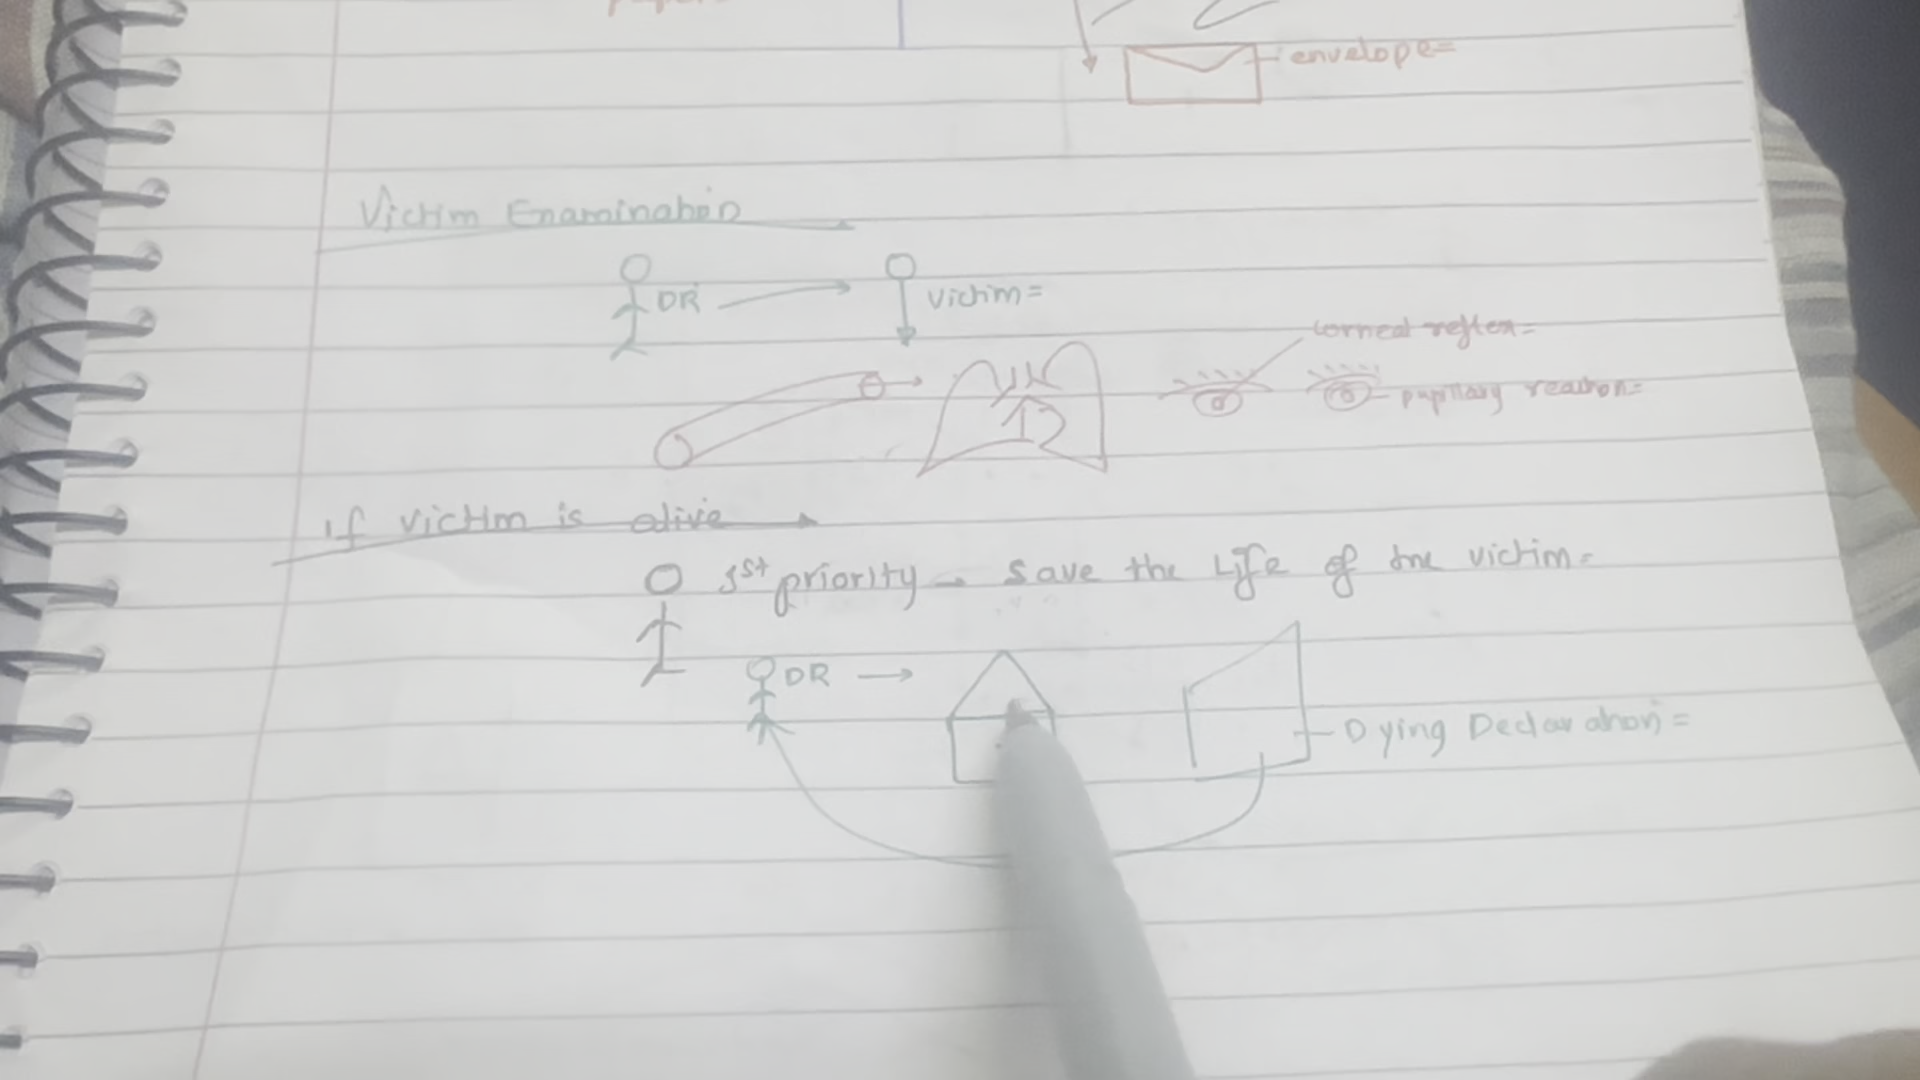 envelope=
Victim Examination
DR
Victim=
corneal reflex=
12
pupillary reaction=
if victim is alive
1st priority → Save the Life of the victim=
DR →
Dying Declaration=